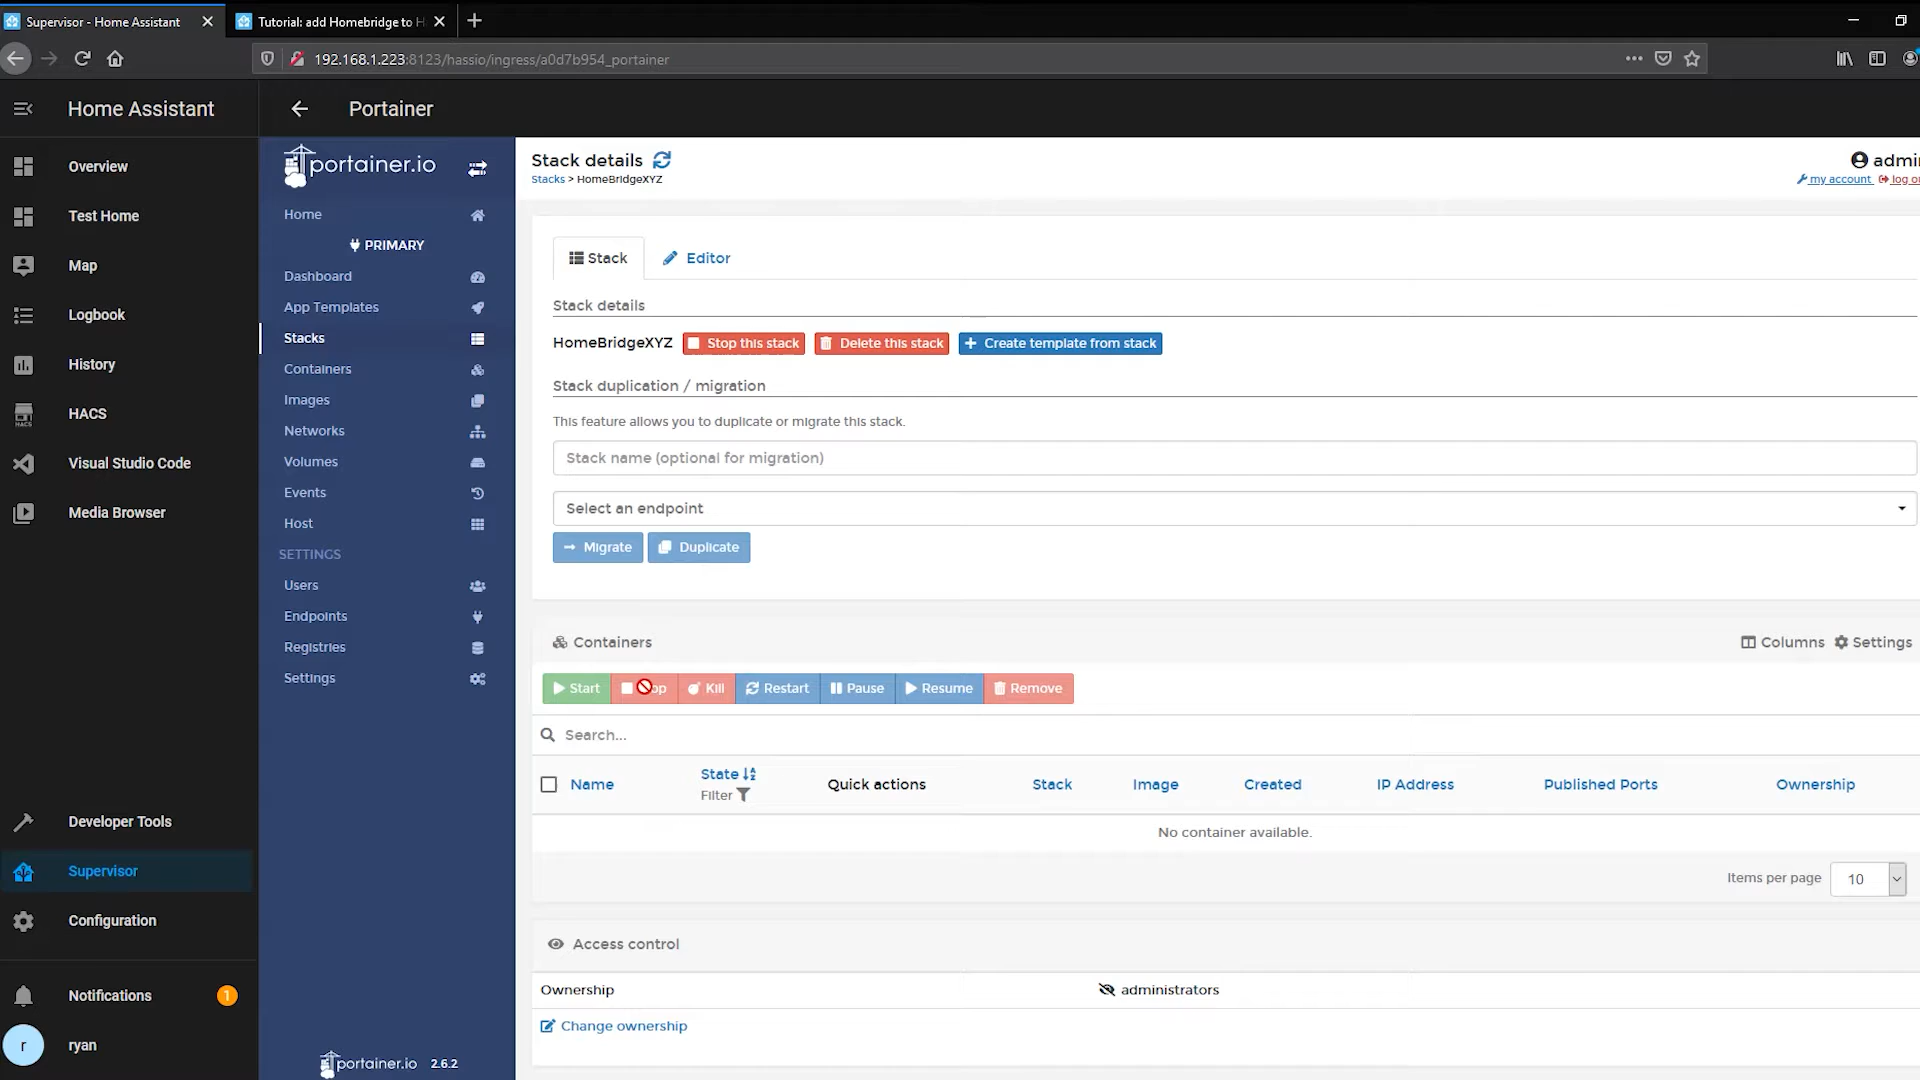 Supervisor - Home Assistant
Tutorial: add Homebridge to H
192.168.1.223:8123/hassio/ingress/a0d7b954_portainer
Home Assistant
Portainer
Overview
Test Home
Map
Logbook
History
HACS
HACS
Visual Studio Code
Media Browser
Developer Tools
Supervisor
Configuration
Notifications
1
r
ryan
portainer.io
Home
PRIMARY
Dashboard
App Templates
Stacks
Containers
Images
Networks
Volumes
Events
Host
SETTINGS
Users
Endpoints
Registries
Settings
portainer.io 2.6.2
Stack details
Stacks > HomeBridgeXYZ
admin
my account log ou
Stack
Editor
Stack details
HomeBridgeXYZ
Stop this stack
Delete this stack
Create template from stack
Stack duplication / migration
This feature allows you to duplicate or migrate this stack.
Stack name (optional for migration)
Select an endpoint
Migrate
Duplicate
Containers
Columns
Settings
Start
Kill
Restart
Pause
Resume
Remove
Search...
Name
State
Filter
Quick actions
Stack
Image
Created
IP Address
Published Ports
Ownership
No container available.
Items per page 10
Access control
Ownership
administrators
Change ownership